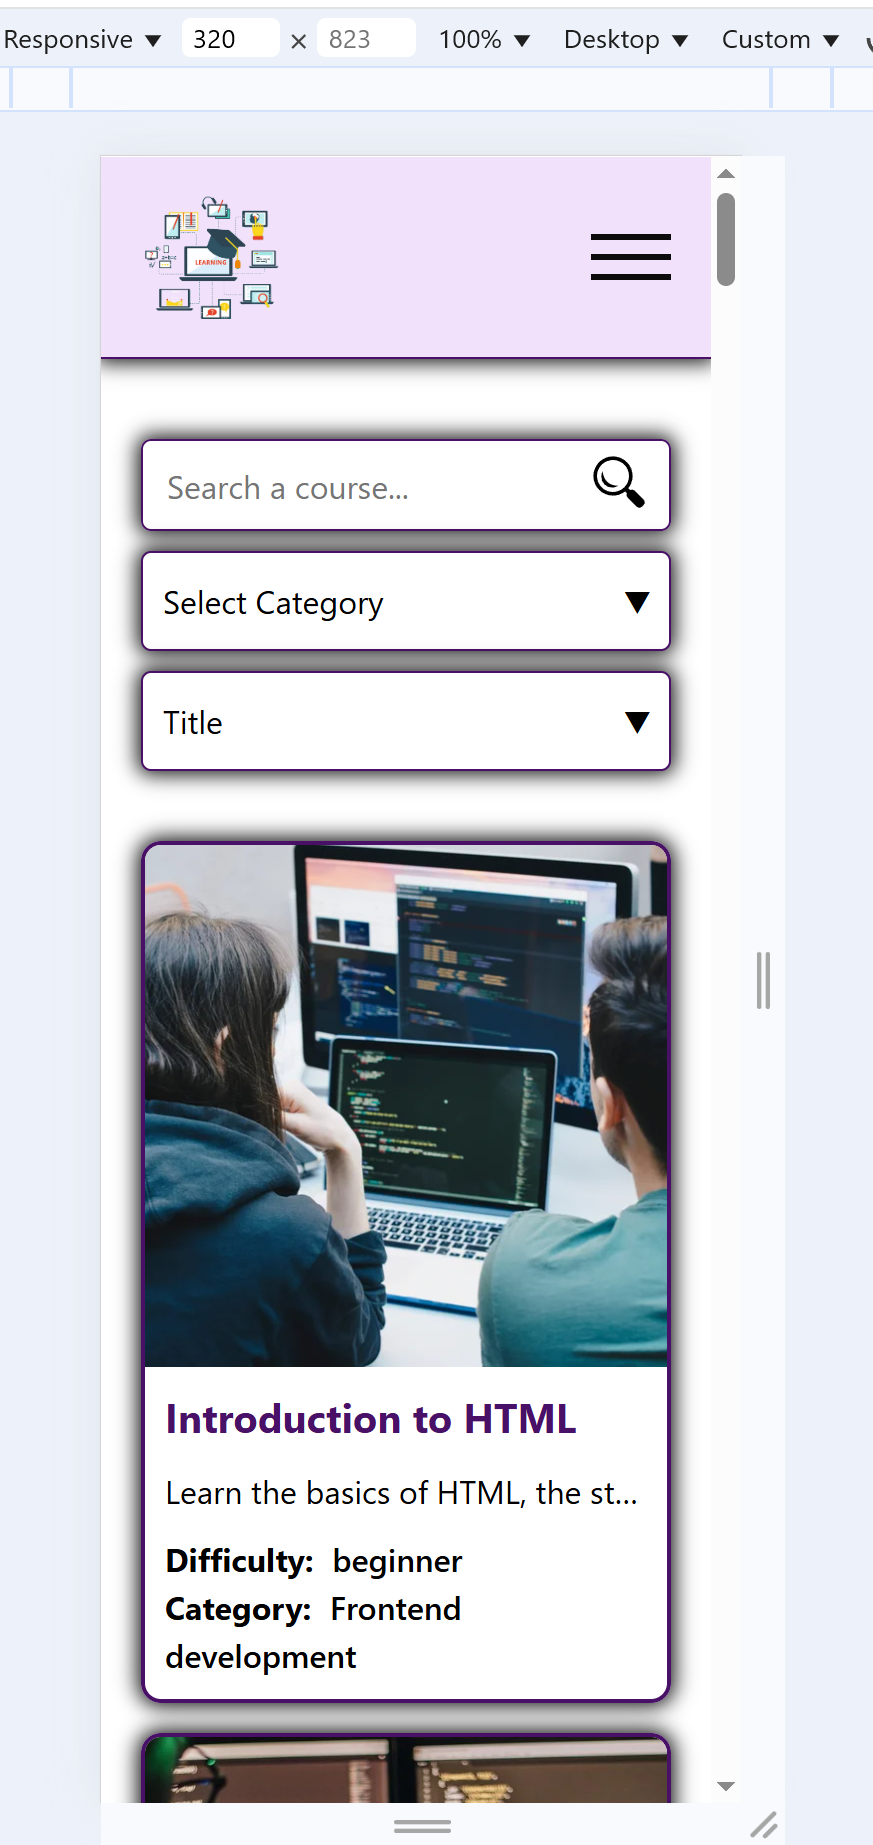 Responsive ▼ 320 × 823 100% ▼ Desktop ▼ Custom ▼
LEARNING
Search a course...
Select Category ▼
Title ▼
Introduction to HTML
Learn the basics of HTML, the st...
Difficulty: beginner
Category: Frontend
development